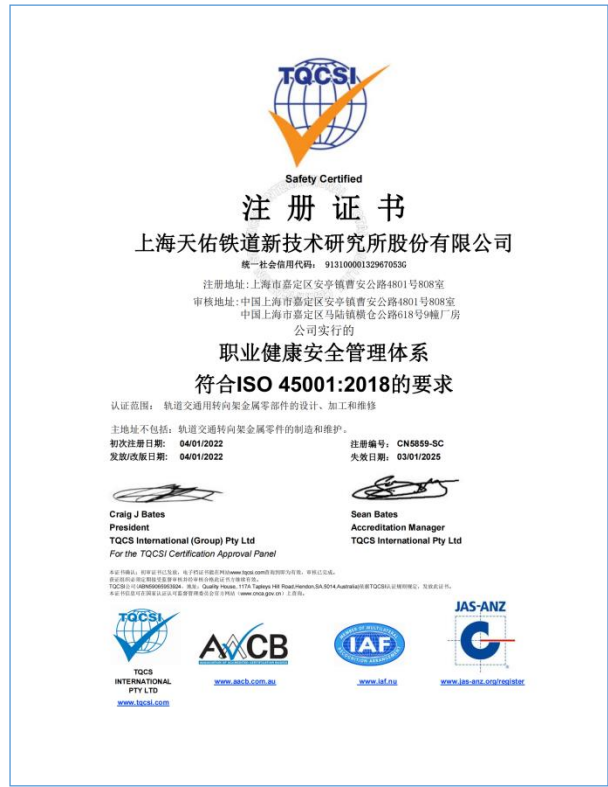 TQCSI
Safety Certified
注 册 证 书
上海天佑铁道新技术研究所股份有限公司
统一社会信用代码: 91310000132967053G
注册地址:上海市嘉定区安亭镇曹安公路4801号808室
审核地址:中国上海市嘉定区安亭镇曹安公路4801号808室
中国上海市嘉定区马陆镇横仓公路618号9幢厂房
公司实行的
职业健康安全管理体系
符合ISO 45001:2018的要求
认证范围: 轨道交通用转向架金属零部件的设计、加工和维修
主地址不包括:轨道交通转向架金属零件的制造和维护。
初次注册日期: 04/01/2022 注册编号: CN5859-SC
发放/改版日期: 04/01/2022 失效日期: 03/01/2025
Craig J Bates Sean Bates
President Accreditation Manager
TQCS International (Group) Pty Ltd TQCS International Pty Ltd
For the TQCSI Certification Approval Panel
TQCSI
AACB
IAF
JAS-ANZ
TQCS
INTERNATIONAL
PTY LTD
www.tqcsi.com
www.aacb.com.au
www.iaf.nu
www.jas-anz.org/register